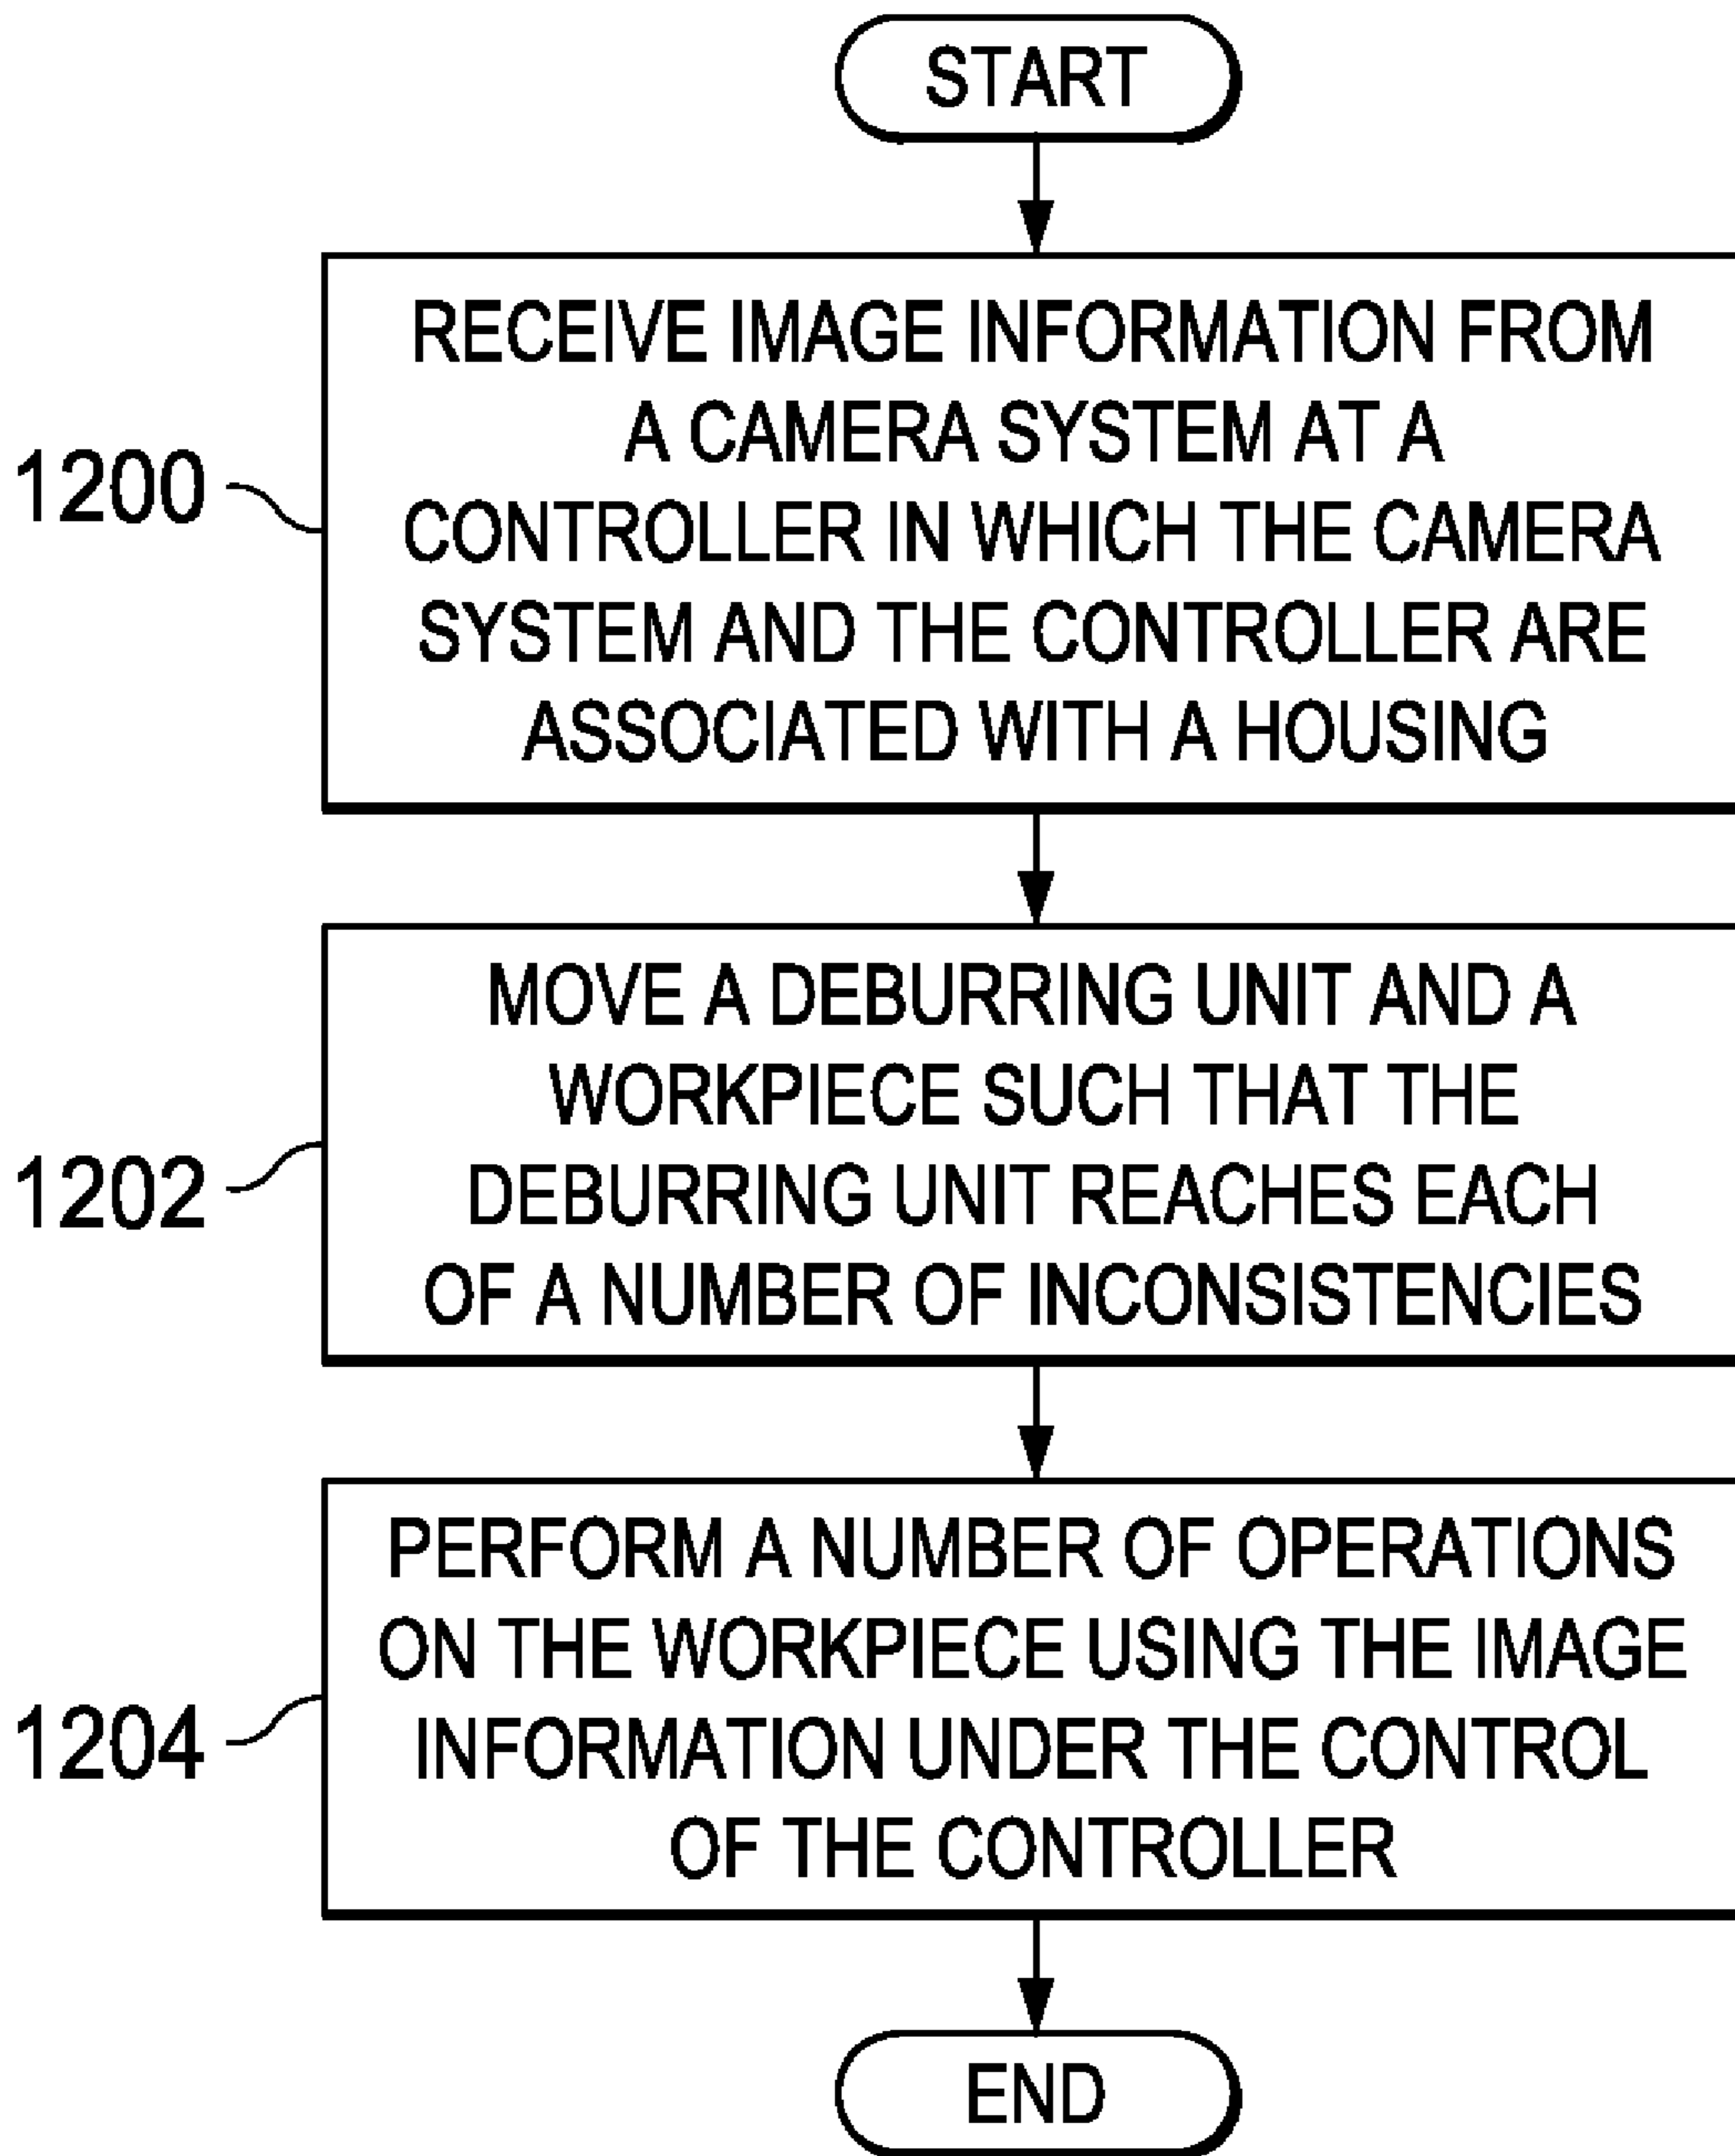 START
RECEIVE IMAGE INFORMATION FROM
A CAMERA SYSTEM AT A
CONTROLLER IN WHICH THE CAMERA
SYSTEM AND THE CONTROLLER ARE
ASSOCIATED WITH A HOUSING
1200
MOVE A DEBURRING UNIT AND A
WORKPIECE SUCH THAT THE
DEBURRING UNIT REACHES EACH
OF A NUMBER OF INCONSISTENCIES
1202
PERFORM A NUMBER OF OPERATIONS
ON THE WORKPIECE USING THE IMAGE
INFORMATION UNDER THE CONTROL
OF THE CONTROLLER
1204
END